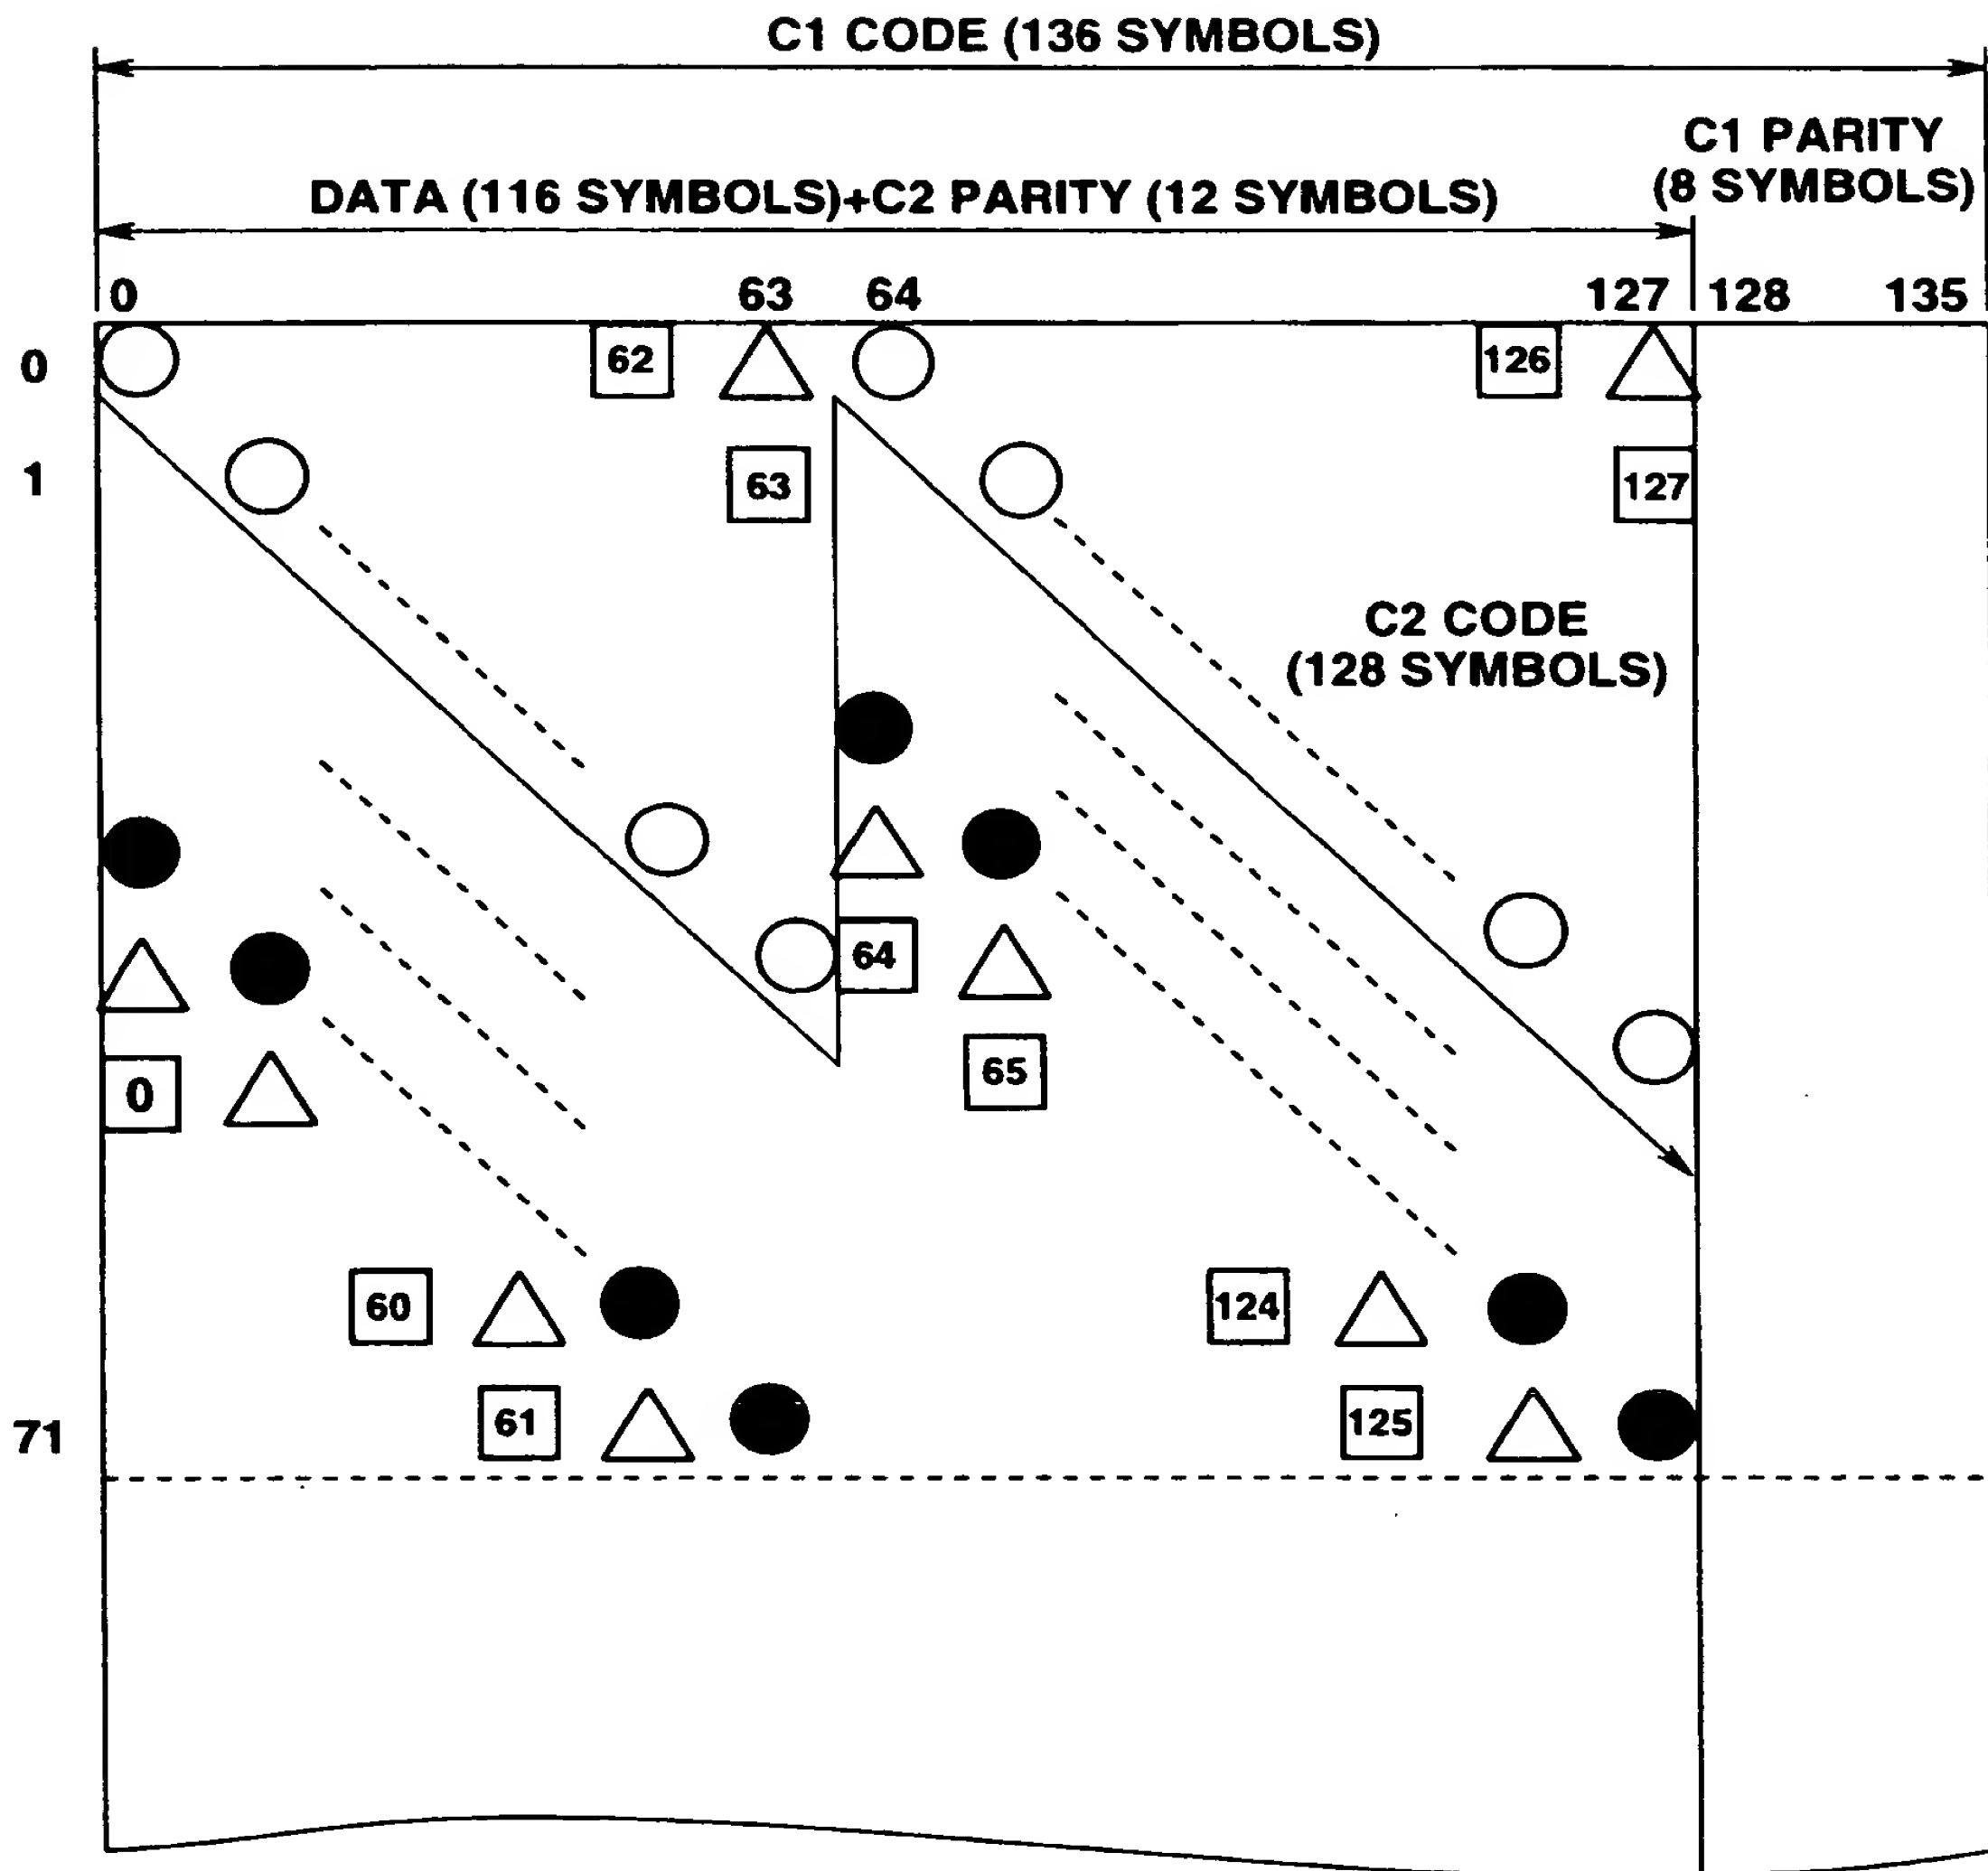 C1 CODE (136 SYMBOLS)
C1 PARITY
(8 SYMBOLS)
DATA (116 SYMBOLS)+C2 PARITY (12 SYMBOLS)
0 63 64 127 128 135
0 62 126
1 63 127
C2 CODE
(128 SYMBOLS)
64
65
0
60 124
71 61 125